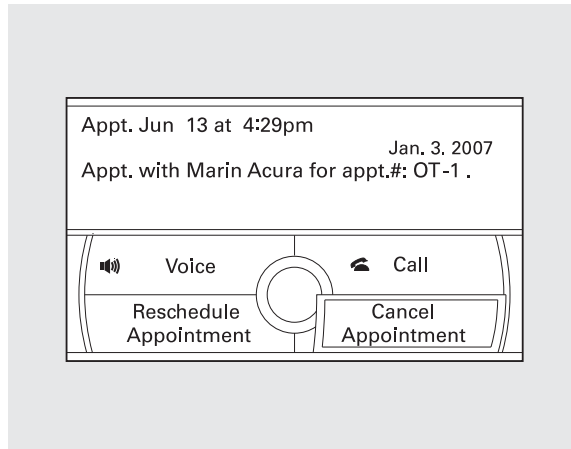 Appt. Jun 13 at 4:29pm
Jan. 3. 2007
Appt. with Marin Acura for appt.#: OT-1 .
Voice
Call
Reschedule
Appointment
Cancel
Appointment